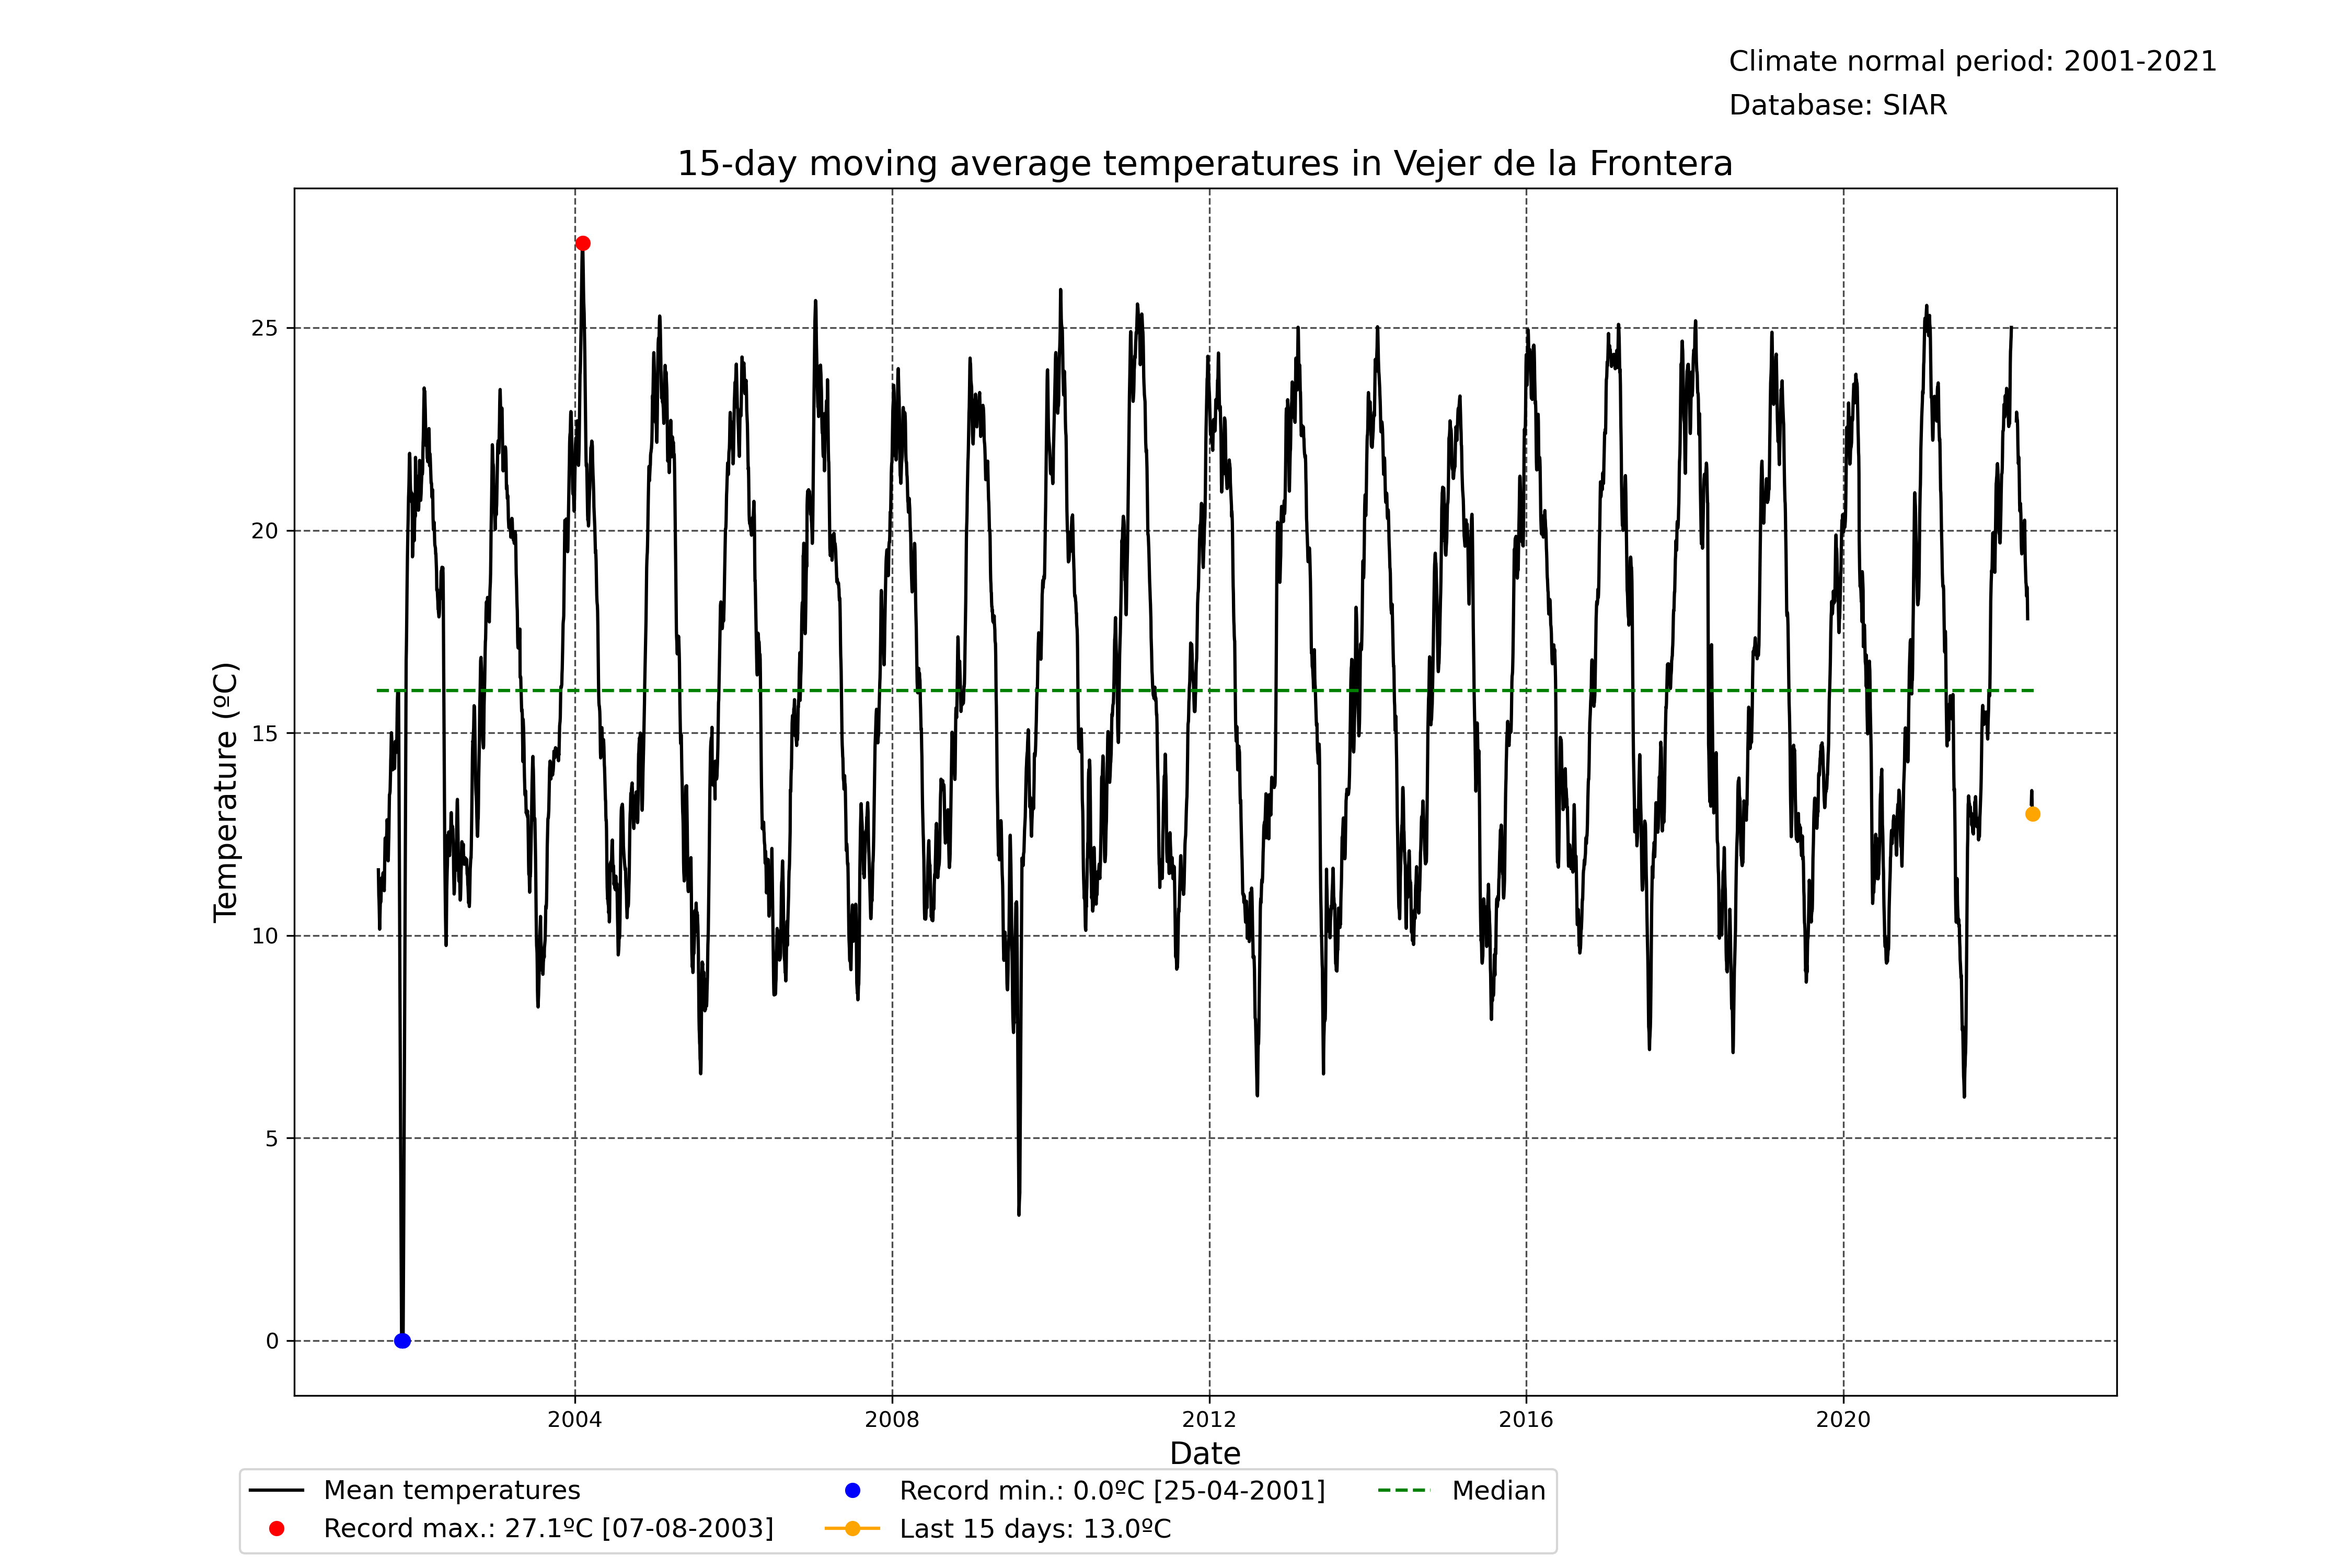 Climate normal period: 2001-2021
Database: SIAR
15-day moving average temperatures in Vejer de la Frontera
Temperature (ºC)
25
20
15
10
5
0
2004 2008 2012 2016 2020
Date
Mean temperatures
Record max.: 27.1ºC [07-08-2003]
Record min.: 0.0ºC [25-04-2001]
Last 15 days: 13.0ºC
Median